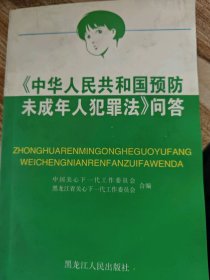 《中华人民共和国预防
未成年人犯罪法》问答
ZHONGHUARENMINGONGHEGUOYUFANG
WEICHENGNIANRENFANZUIFAWENDA
中国关心下一代工作委员会
黑龙江省关心下一代工作委员会 合编
黑龙江人民出版社